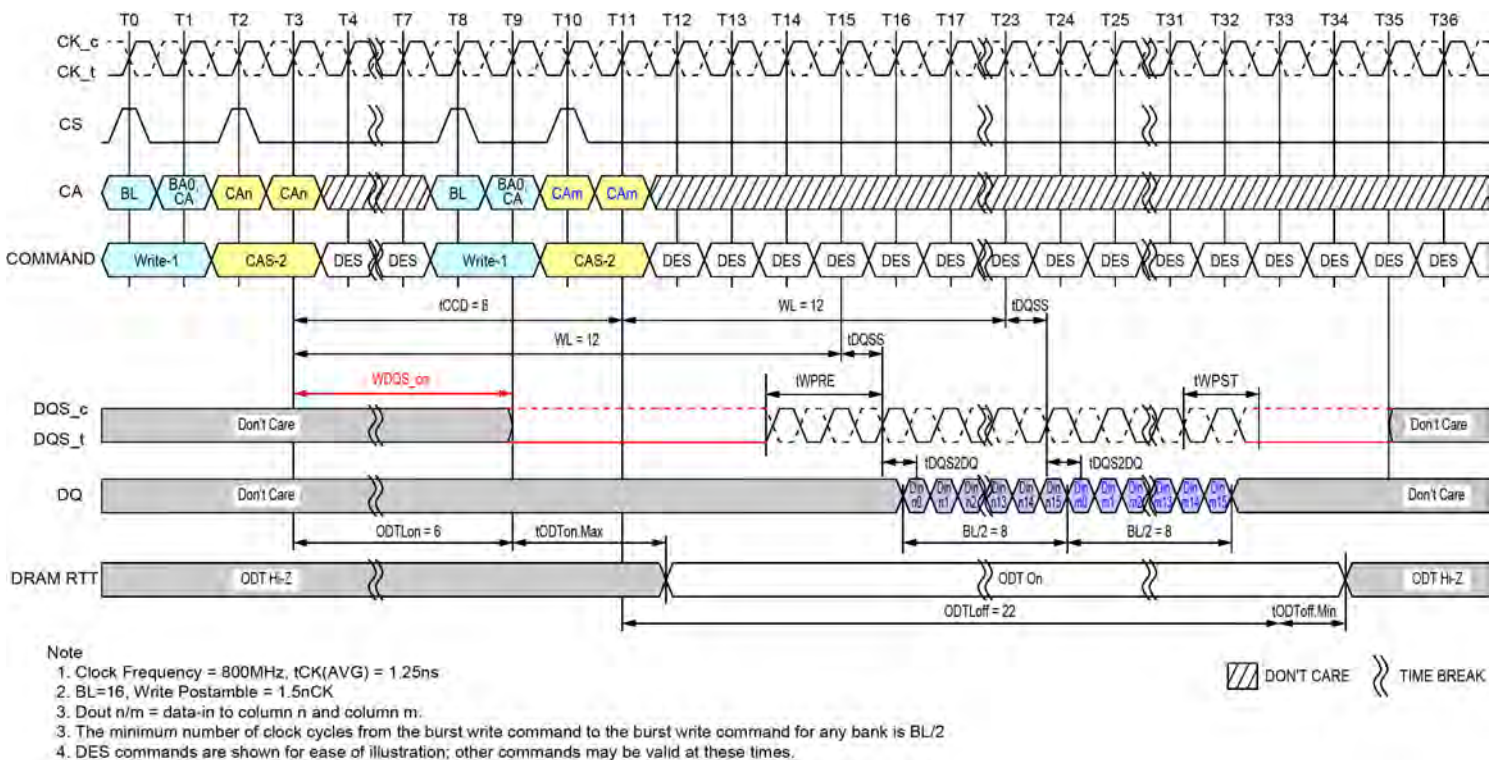 T0 T1 T2 T3 T4 T7 T8 T9 T10 T11 T12 T13 T14 T15 T16 T17 T23 T24 T25 T31 T32 T33 T34 T35 T36
CK_c
CK_t
CS
CA BL BA0, CA CAn CAn BL BA0, CA CAm CAm
COMMAND Write-1 CAS-2 DES DES Write-1 CAS-2 DES DES DES DES DES DES DES DES DES DES DES DES DES DES DES
tCCD = 8 WL = 12 tDQSS
WL = 12 tDQSS
WDQS_on tWPRE tWPST
DQS_c
DQS_t
Don't Care Don't Care
tDQS2DQ tDQS2DQ
DQ Don't Care Din n0 Din n1 Din n2 Din n13 Din n14 Din n15 Din m0 Din m1 Din m2 Din m13 Din m14 Din m15 Don't Care
ODTLon = 6 tODTon.Max BL/2 = 8 BL/2 = 8
DRAM RTT ODT Hi-Z ODT On ODT Hi-Z
ODTLoff = 22 tODToff.Min
Note
1. Clock Frequency = 800MHz, tCK(AVG) = 1.25ns
2. BL=16, Write Postamble = 1.5nCK
3. Dout n/m = data-in to column n and column m.
3. The minimum number of clock cycles from the burst write command to the burst write command for any bank is BL/2
4. DES commands are shown for ease of illustration; other commands may be valid at these times.
DON'T CARE TIME BREAK